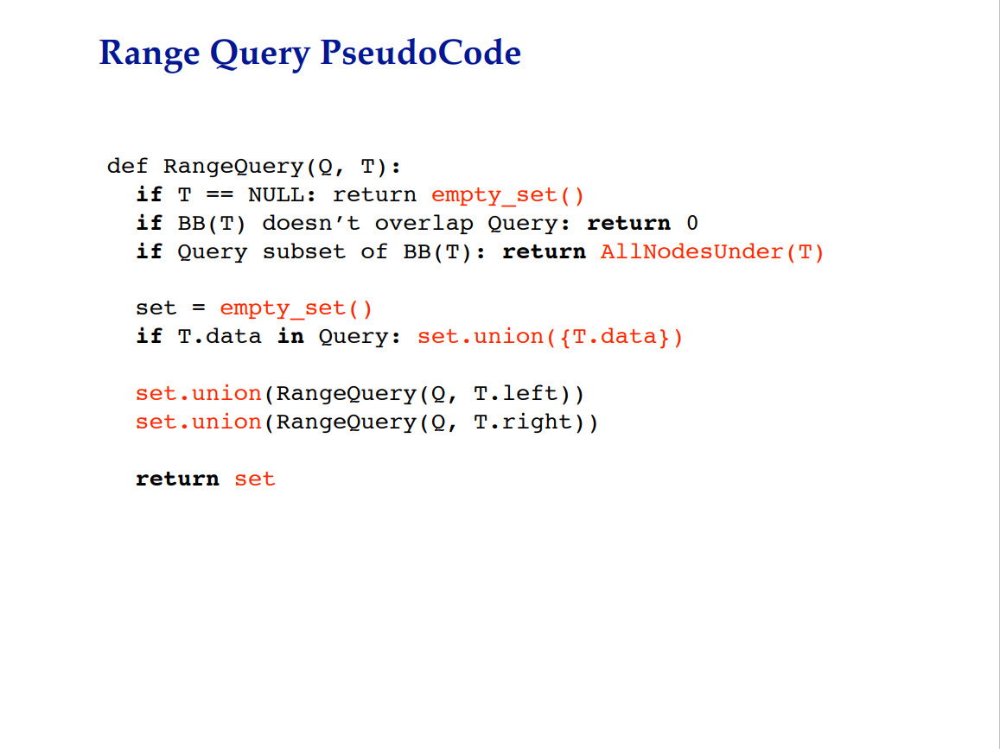 Range Query PseudoCode
def RangeQuery(Q, T):
if T == NULL: return empty_set()
if BB(T) doesn’t overlap Query: return 0
if Query subset of BB(T): return AllNodesUnder(T)
set = empty_set()
if T.data in Query: set.union({T.data})
set.union(RangeQuery(Q, T.left))
set.union(RangeQuery(Q, T.right))
return set